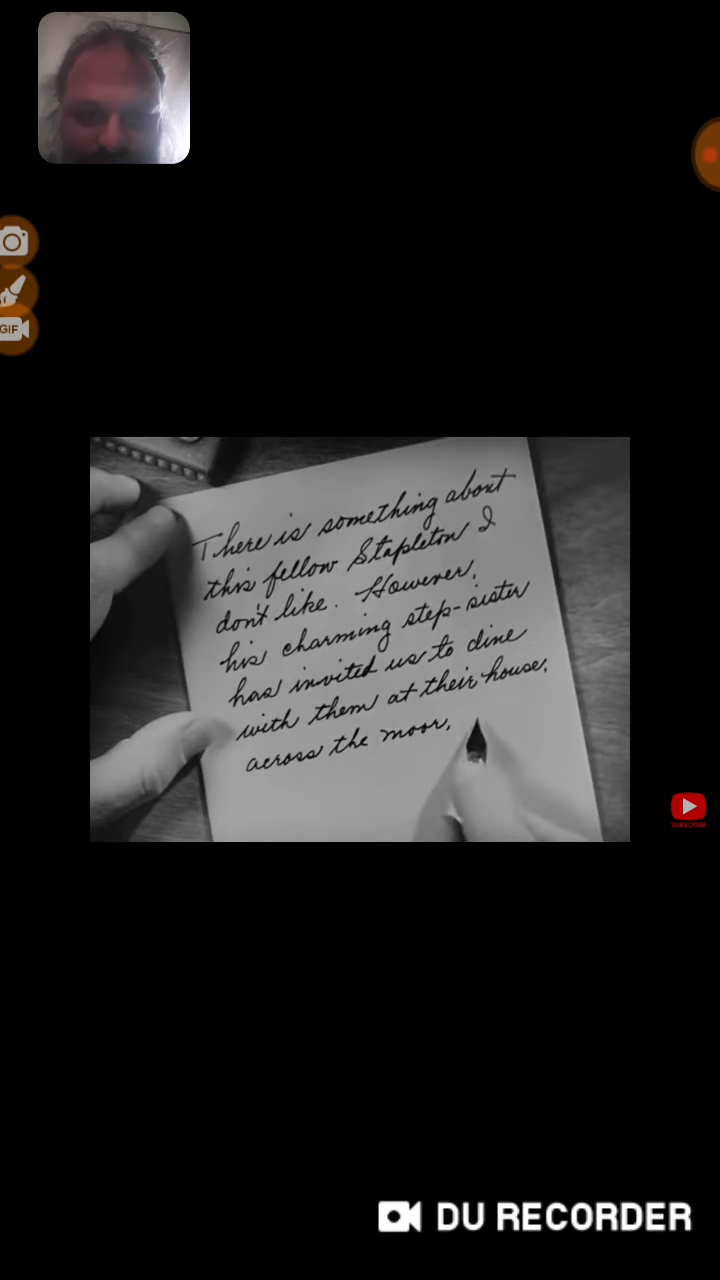 GIF
There is something about
this fellow Stapleton I
don't like. However,
his charming step-sister
has invited us to dine
with them at their house,
across the moor,
SUBSCRIBE
DU RECORDER